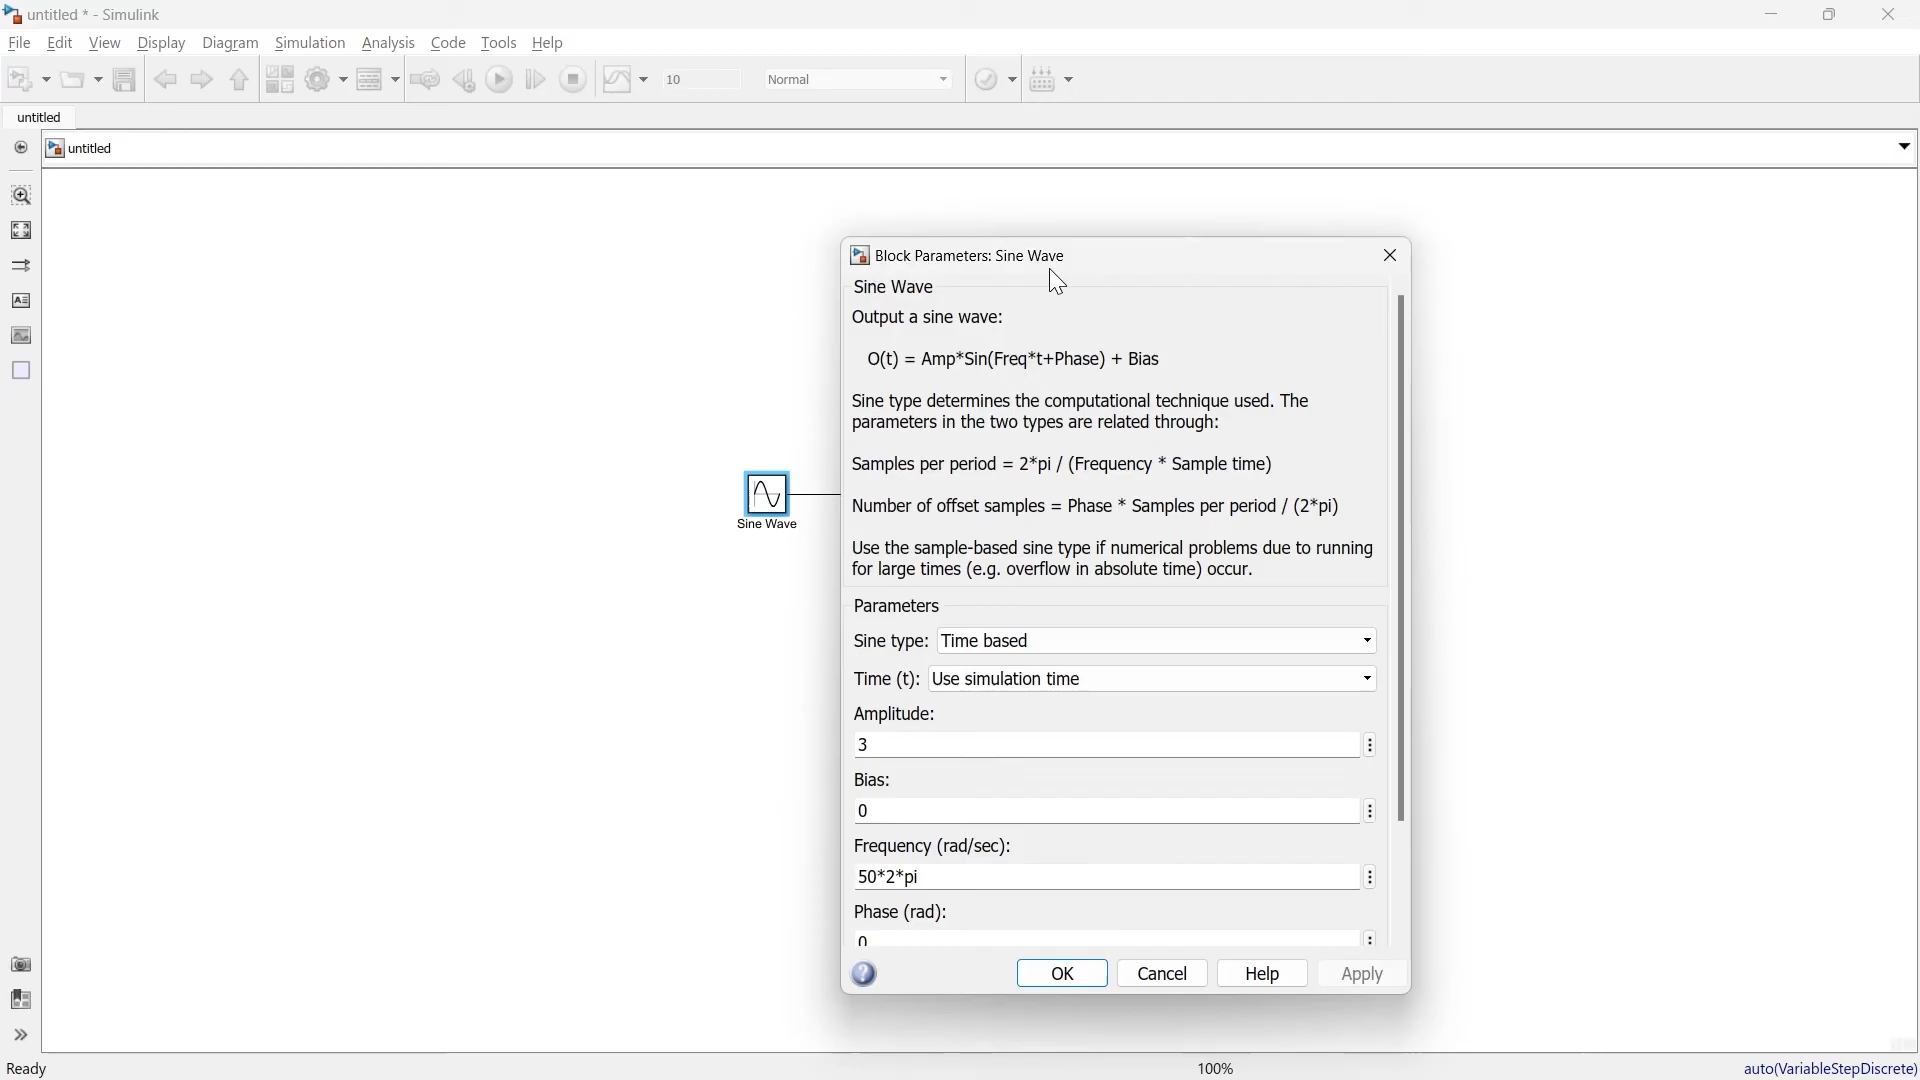 untitled * - Simulink
File Edit View Display Diagram Simulation Analysis Code Tools Help
10 Normal
untitled
untitled
Sine Wave
Block Parameters: Sine Wave
Sine Wave
Output a sine wave:
O(t) = Amp*Sin(Freq*t+Phase) + Bias
Sine type determines the computational technique used. The
parameters in the two types are related through:
Samples per period = 2*pi / (Frequency * Sample time)
Number of offset samples = Phase * Samples per period / (2*pi)
Use the sample-based sine type if numerical problems due to running
for large times (e.g. overflow in absolute time) occur.
Parameters
Sine type: Time based
Time (t): Use simulation time
Amplitude:
3
Bias:
0
Frequency (rad/sec):
50*2*pi
Phase (rad):
0
OK Cancel Help Apply
Ready 100% auto(VariableStepDiscrete)